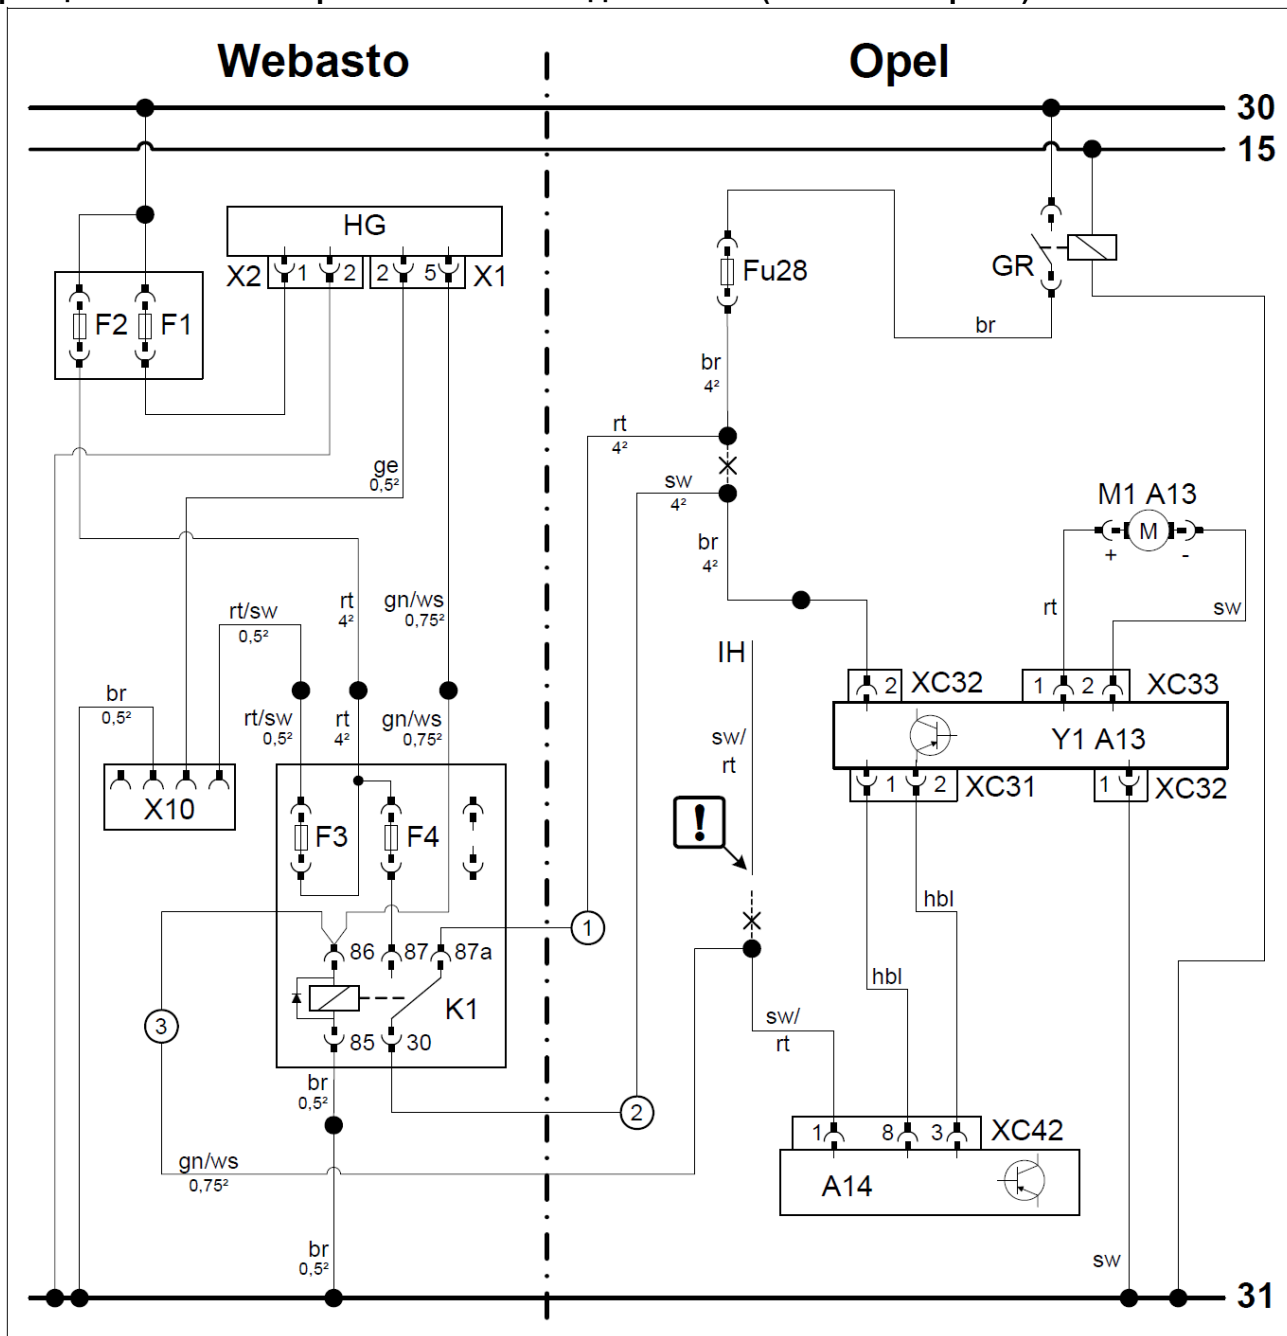 Webasto
Opel
30
15
HG
X2 1 2 2 5 X1
Fu28
GR
F2 F1
br
br
4²
rt
4²
ge
0,5²
sw
4²
M1 A13
M
+ -
br
4²
rt/sw
0,5²
rt
4²
gn/ws
0,75²
rt
sw
IH
2 XC32
1 2 XC33
br
0,5²
rt/sw
0,5²
rt
4²
gn/ws
0,75²
sw/
rt
Y1 A13
X10
1 2 XC31
1 XC32
!
F3 F4
hbl
1
86 87 87a
hbl
K1
3
85 30
sw/
rt
br
0,5²
2
1 8 3 XC42
gn/ws
0,75²
A14
br
0,5²
sw
31